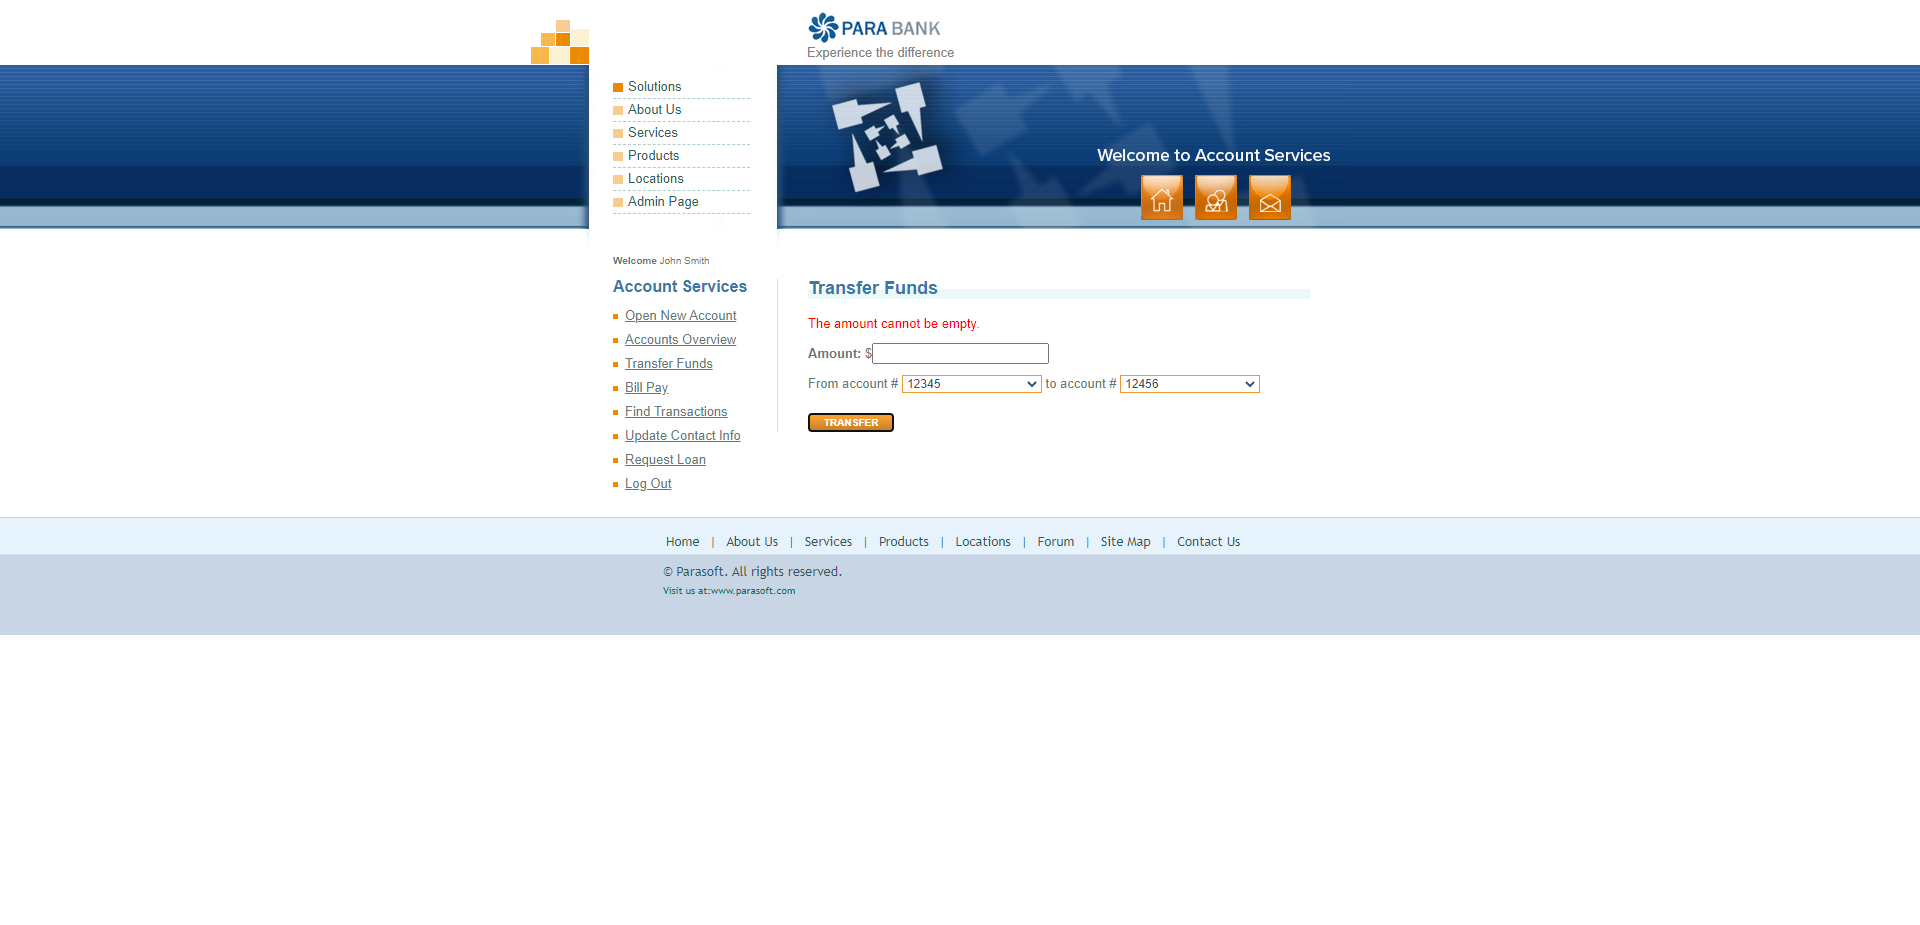 PARA BANK
Experience the difference
Solutions
About Us
Services
Products
Locations
Admin Page
Welcome to Account Services
Welcome John Smith
Account Services
Open New Account
Accounts Overview
Transfer Funds
Bill Pay
Find Transactions
Update Contact Info
Request Loan
Log Out
Transfer Funds
The amount cannot be empty.
Amount: $
From account # 12345 to account # 12456
TRANSFER
Home | About Us | Services | Products | Locations | Forum | Site Map | Contact Us
© Parasoft. All rights reserved.
Visit us at:www.parasoft.com